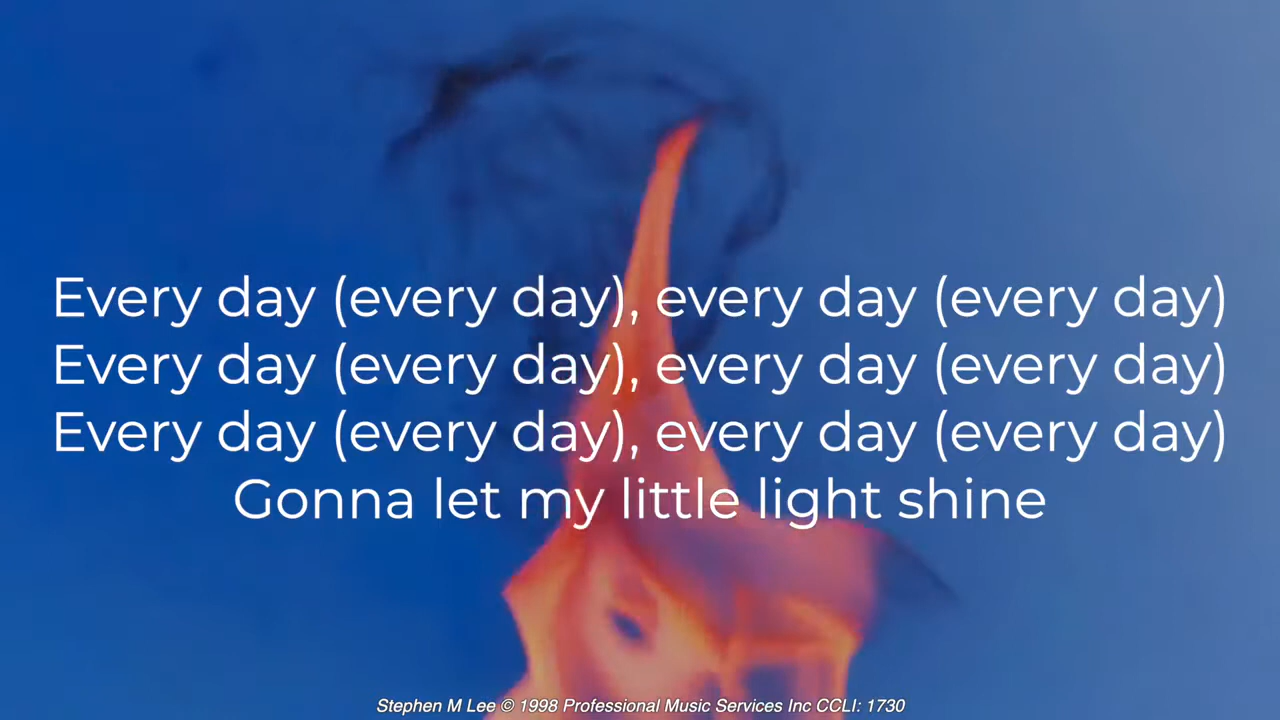 Every day (every day), every day (every day)
Every day (every day), every day (every day)
Every day (every day), every day (every day)
Gonna let my little light shine
Stephen M Lee © 1998 Professional Music Services Inc CCLI: 1730